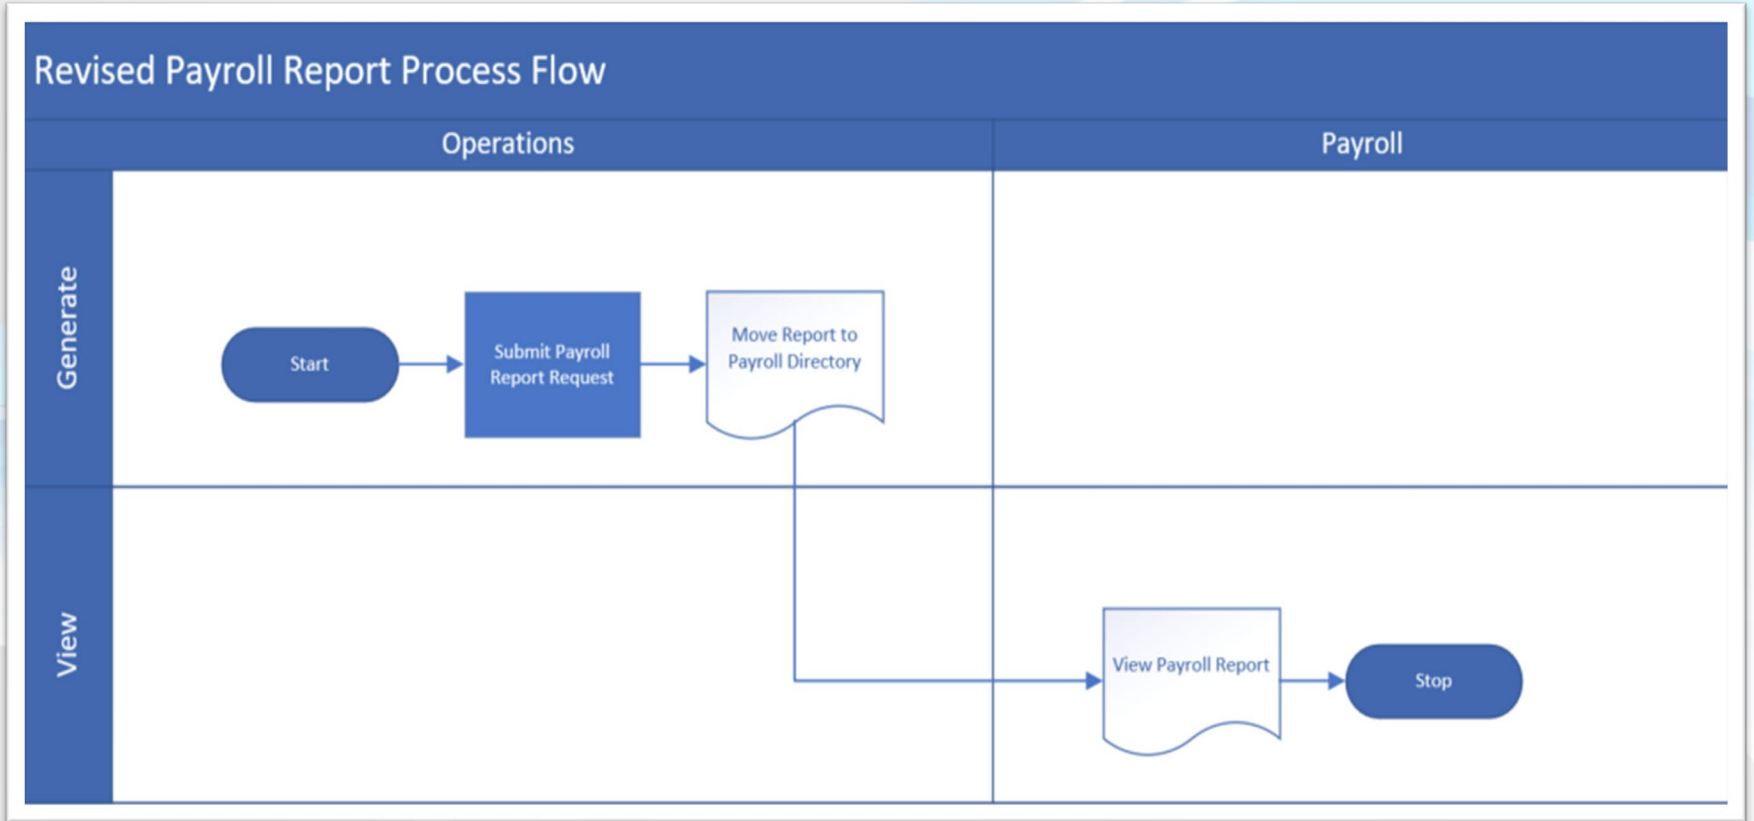 Revised Payroll Report Process Flow
Operations
Payroll
Generate
Start
Submit Payroll
Report Request
Move Report to
Payroll Directory
View
View Payroll Report
Stop